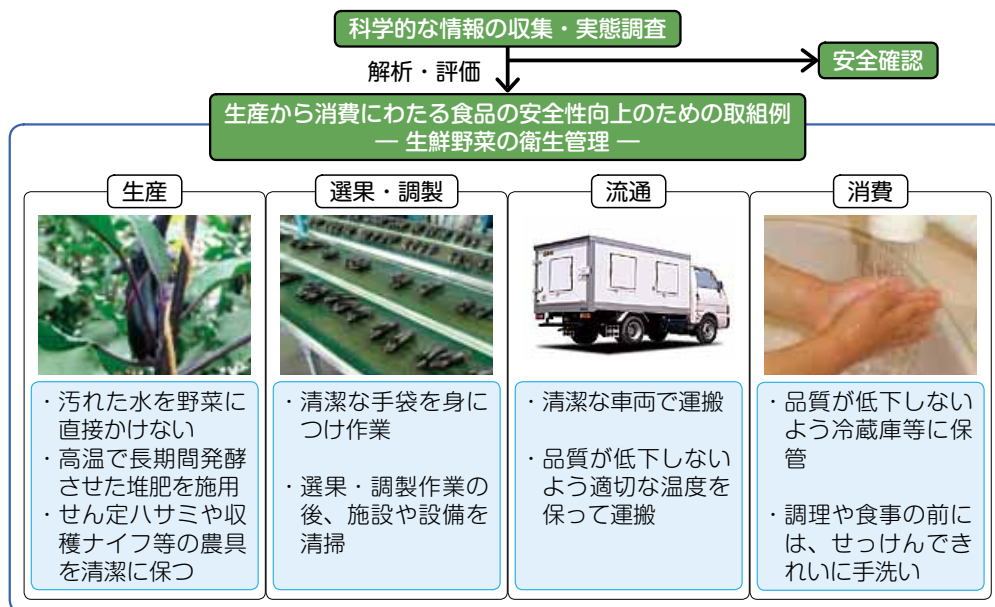 科学的な情報の収集・実態調査
解析・評価
安全確認
生産から消費にわたる食品の安全性向上のための取組例
― 生鮮野菜の衛生管理 ―
生産
・汚れた水を野菜に
直接かけない
・高温で長期間発酵
させた堆肥を施用
・せん定ハサミや収
穫ナイフ等の農具
を清潔に保つ
選果・調製
・清潔な手袋を身に
つけ作業
・選果・調製作業の
後、施設や設備を
清掃
流通
・清潔な車両で運搬
・品質が低下しない
よう適切な温度を
保って運搬
消費
・品質が低下しない
よう冷蔵庫等に保
管
・調理や食事の前に
は、せっけんでき
れいに手洗い